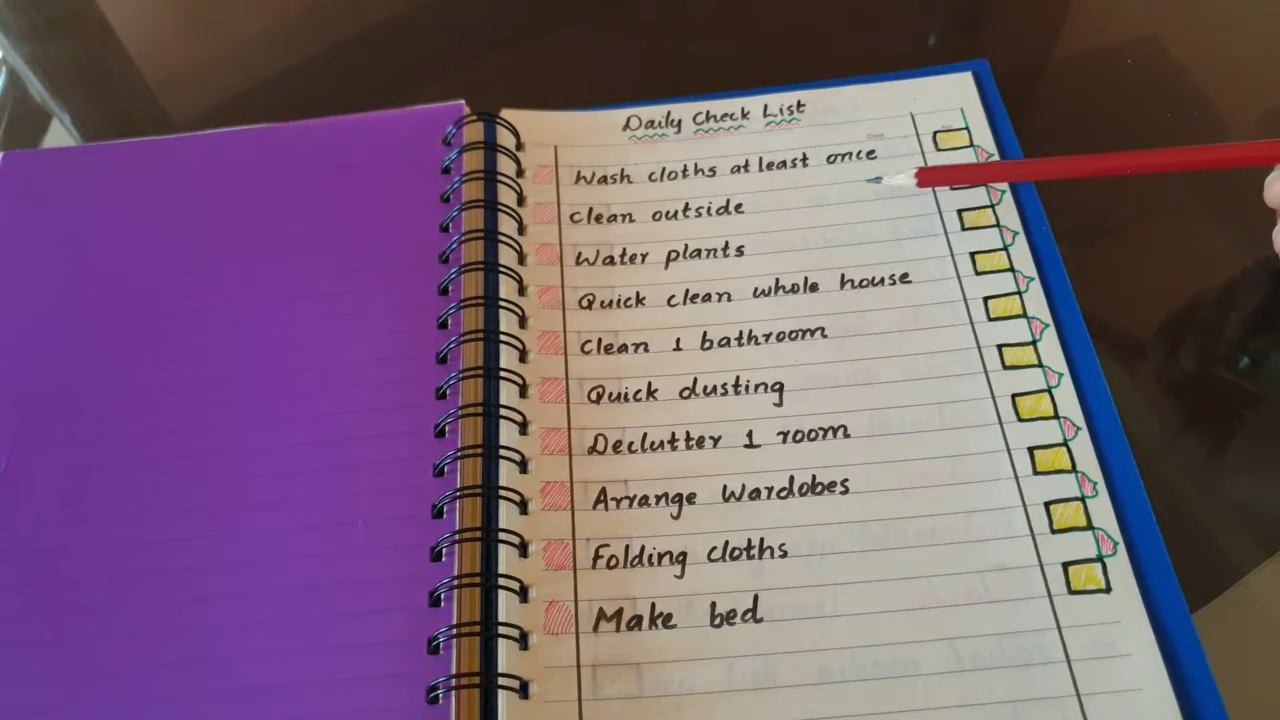 Daily Check List
Date
Wash cloths at least once
Clean outside
Water plants
Quick clean whole house
Clean 1 bathroom
Quick dusting
Declutter 1 room
Arrange Wardobes
Folding cloths
Make bed